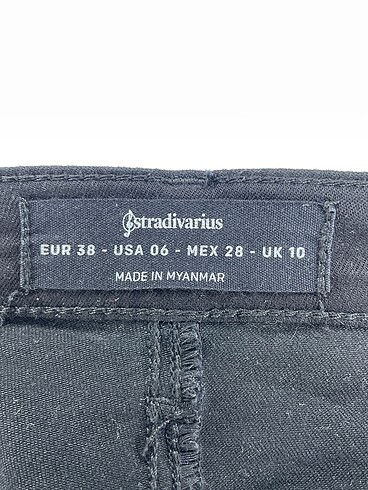 stradivarius
EUR 38 - USA 06 - MEX 28 - UK 10
MADE IN MYANMAR